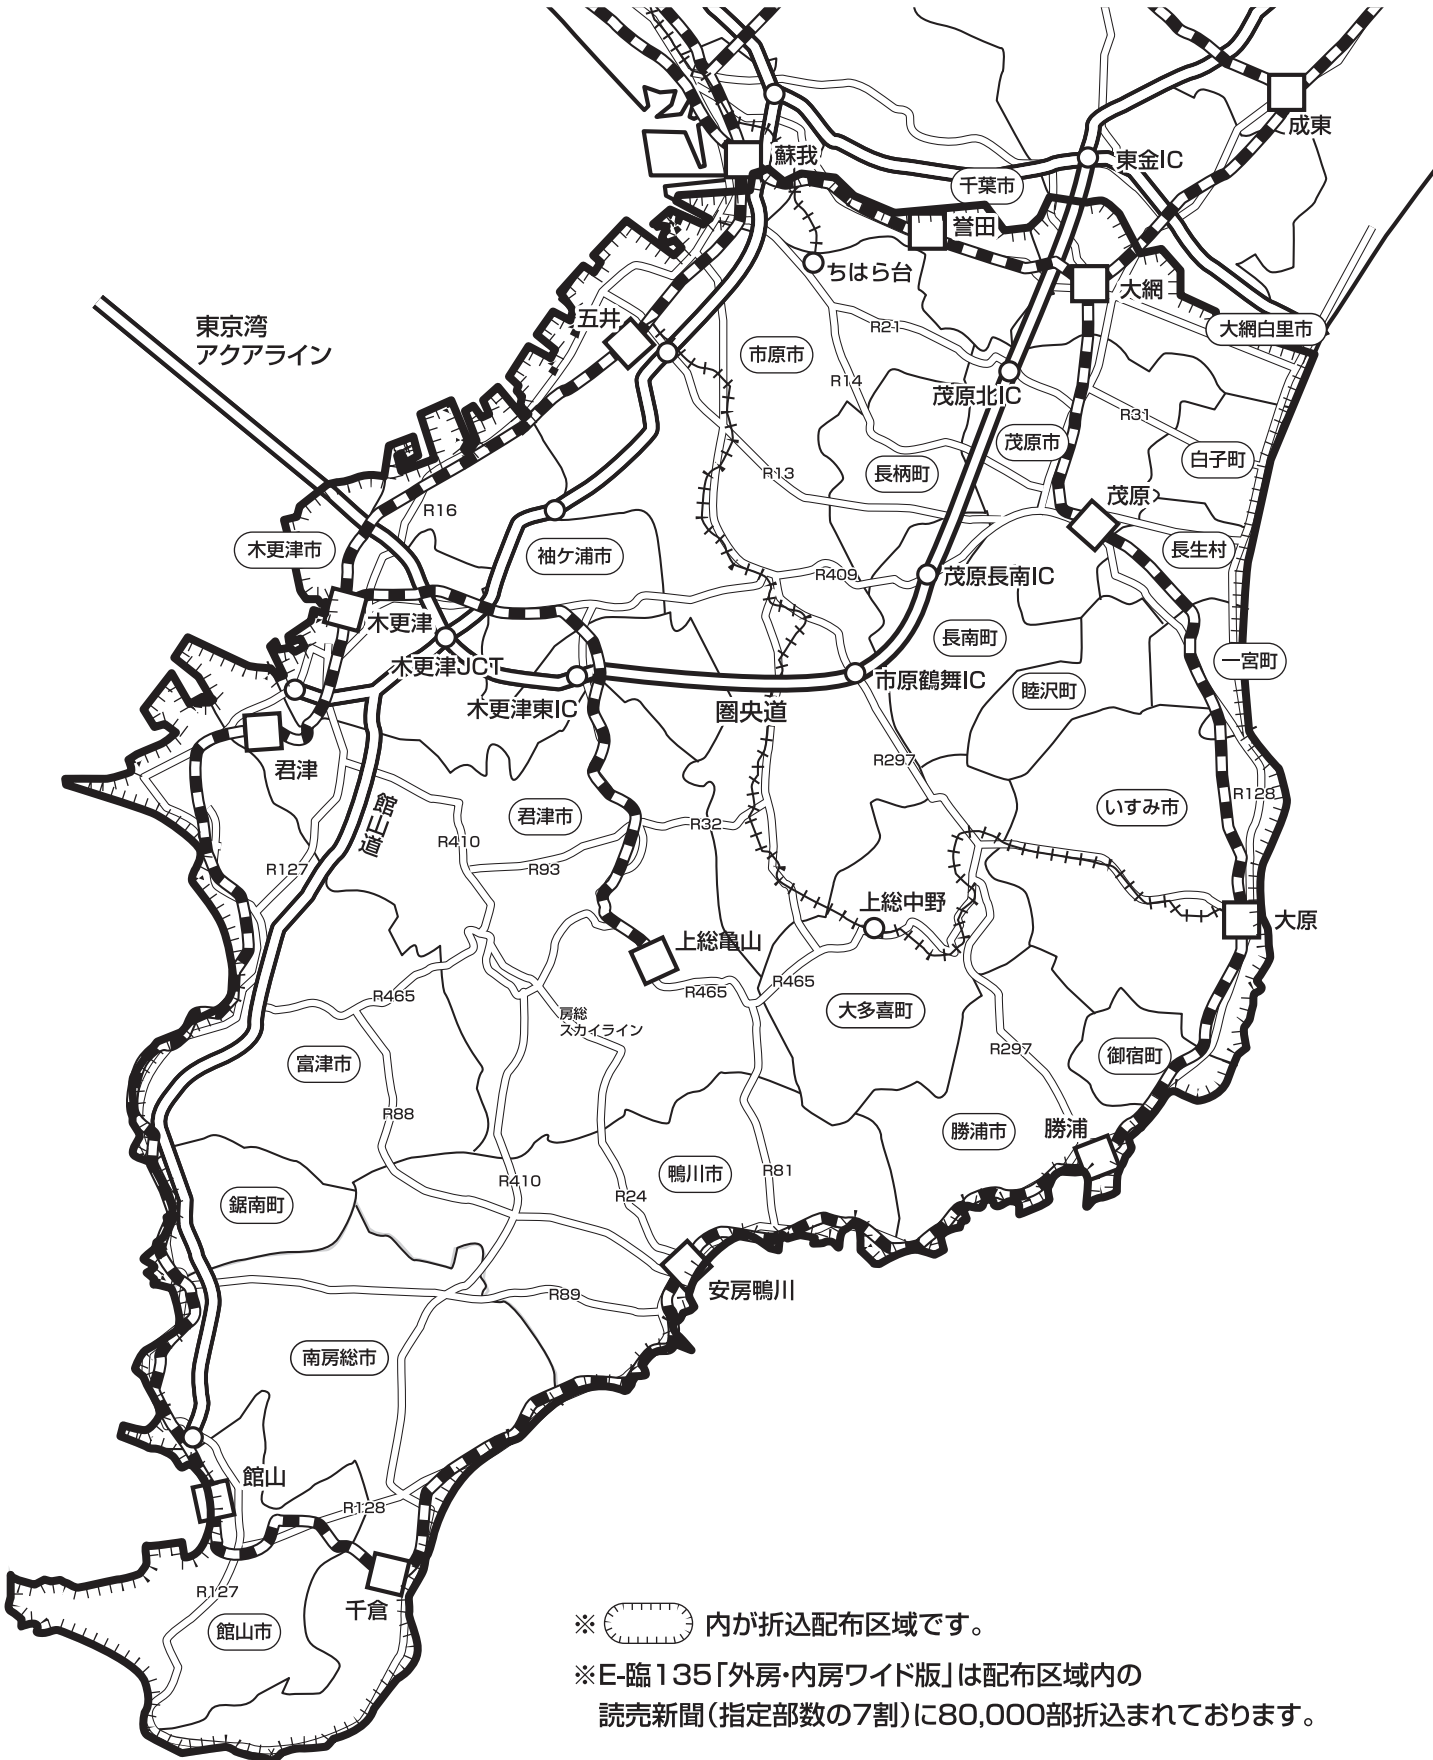 成東
蘇我
東金IC
千葉市
誉田
ちはら台
大網
東京湾
アクアライン
五井
大網白里市
R21
市原市
R14
茂原北IC
R31
茂原市
白子町
長柄町
R13
茂原
R16
木更津市
袖ケ浦市
長生村
R409
茂原長南IC
木更津
長南町
木更津JCT
一宮町
市原鶴舞IC
睦沢町
木更津東IC
圏央道
君津
R297
R128
いすみ市
館山道
君津市
R32
R410
R127
R93
上総中野
大原
上総亀山
R465
R465
R465
大多喜町
房総
スカイライン
R297
富津市
御宿町
R88
勝浦市
勝浦
鴨川市
R81
R410
R24
鋸南町
安房鴨川
R89
南房総市
館山
R128
R127
千倉
館山市
※ 内が折込配布区域です。
※E-臨135「外房・内房ワイド版」は配布区域内の
読売新聞(指定部数の7割)に80,000部折込まれております。